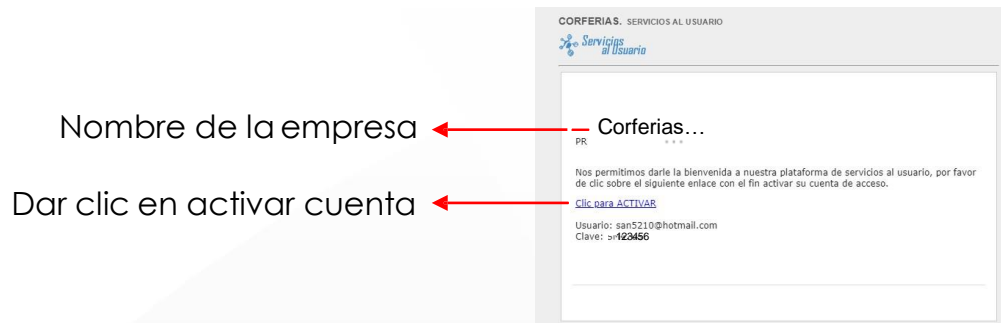 CORFERIAS. SERVICIOS AL USUARIO
Servicios
al Usuario
Nombre de la empresa
Corferias...
PR
Nos permitimos darle la bienvenida a nuestra plataforma de servicios al usuario, por favor
de clic sobre el siguiente enlace con el fin activar su cuenta de acceso.
Dar clic en activar cuenta
Clic para ACTIVAR
Usuario: san5210@hotmail.com
Clave: 123456